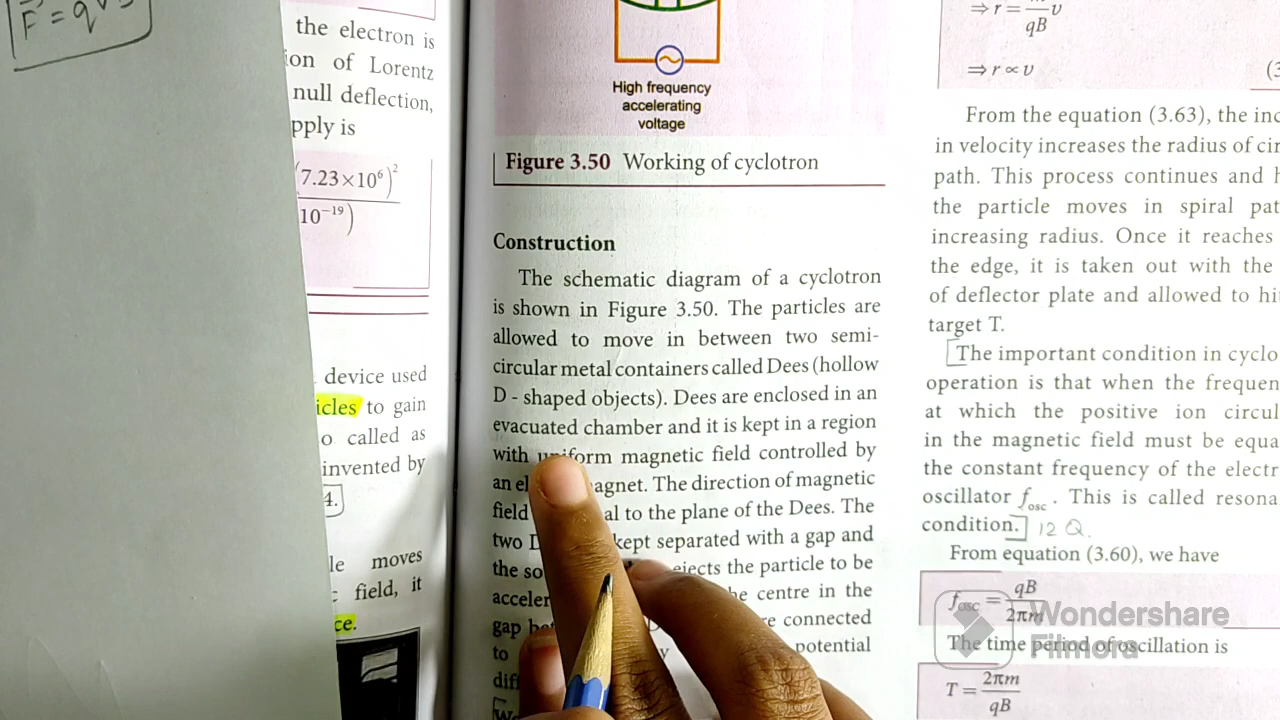 F = qv
the electron is
ion of Lorentz
null deflection,
pply is
(7.23×10⁶)²
10⁻¹⁹)
device used
icles to gain
o called as
invented by
4.
le moves
field, it
ce.
High frequency
accelerating
voltage
Figure 3.50 Working of cyclotron
Construction
The schematic diagram of a cyclotron
is shown in Figure 3.50. The particles are
allowed to move in between two semi-
circular metal containers called Dees (hollow
D - shaped objects). Dees are enclosed in an
evacuated chamber and it is kept in a region
with uniform magnetic field controlled by
an el agnet. The direction of magnetic
field al to the plane of the Dees. The
two kept separated with a gap and
the so ejects the particle to be
acceler he centre in the
gap be re connected
to potential
diff
⇒ r = v
qB
⇒ r ∝ v (3
From the equation (3.63), the inc
in velocity increases the radius of cir
path. This process continues and h
the particle moves in spiral pat
increasing radius. Once it reaches
the edge, it is taken out with the
of deflector plate and allowed to hi
target T.
[The important condition in cyclo
operation is that when the frequen
at which the positive ion circul
in the magnetic field must be equa
the constant frequency of the electr
oscillator fosc . This is called resona
condition.] 12 Q.
From equation (3.60), we have
fosc = qB
2πm
The time period of oscillation is
T = 2πm
qB
Wondershare
Filmora